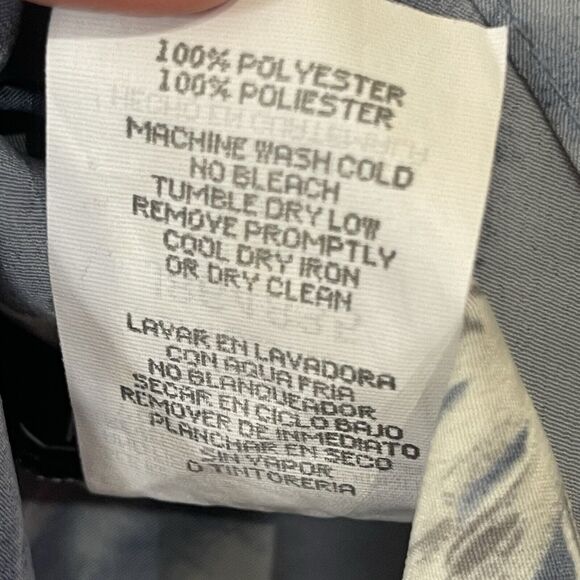 100% POLYESTER
100% POLIESTER
MACHINE WASH COLD
NO BLEACH
TUMBLE DRY LOW
REMOVE PROMPTLY
COOL DRY IRON
OR DRY CLEAN
LAVAR EN LAVADORA
CON AQUA FRIA
NO BLANQUEADOR
SECAR EN CICLO BAJO
REMOVER DE INMEDIATO
PLANCHAR EN SECO
SIN VAPOR
O TINTORERIA